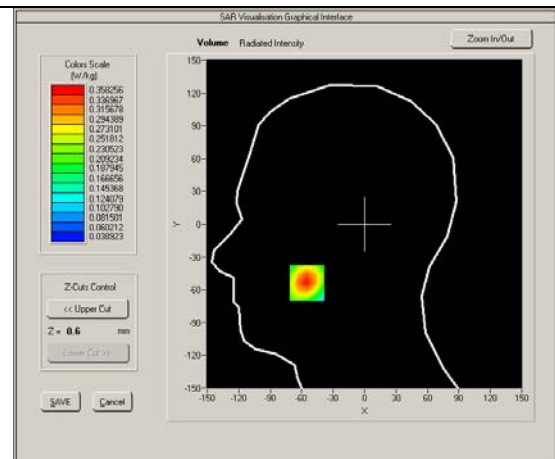 SAR Visualisation Graphical Interface
Volume Radiated Intensity
Zoom In/Out
Colors Scale
(W/kg)
0.358256
0.336967
0.315678
0.294389
0.273101
0.251812
0.230523
0.209234
0.187945
0.166656
0.145368
0.124079
0.102790
0.081501
0.060212
0.038923
Z-Cuts Control
<< Upper Cut
Z = 0.6 mm
Lower Cut >>
SAVE Cancel
150
120
90
60
30
0
-30
-60
-90
-120
-150
Y
-150 -120 -90 -60 -30 0 30 60 90 120 150
X